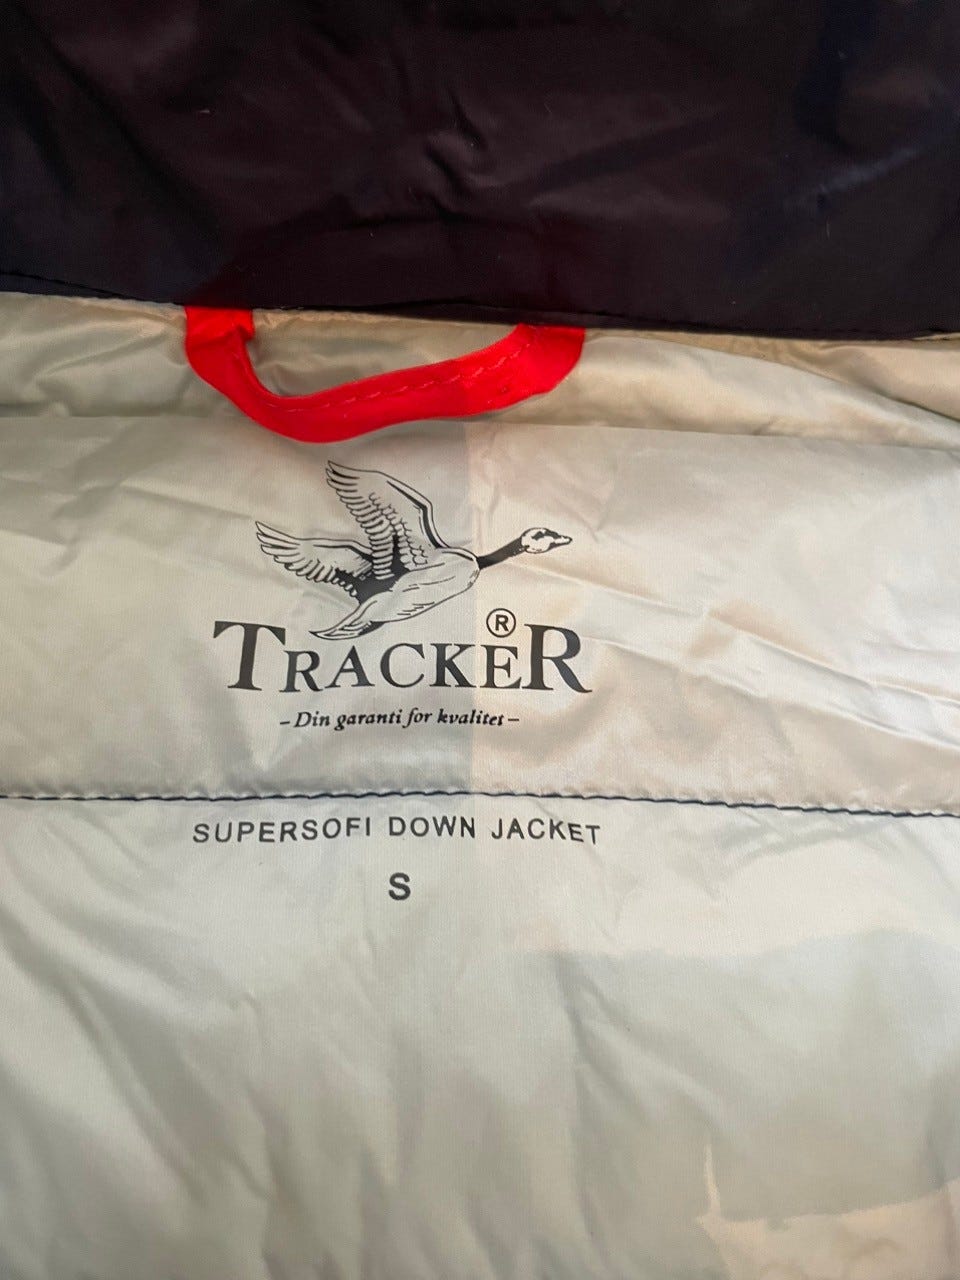 TRACKER®
– Din garanti for kvalitet –
SUPERSOFI DOWN JACKET
S